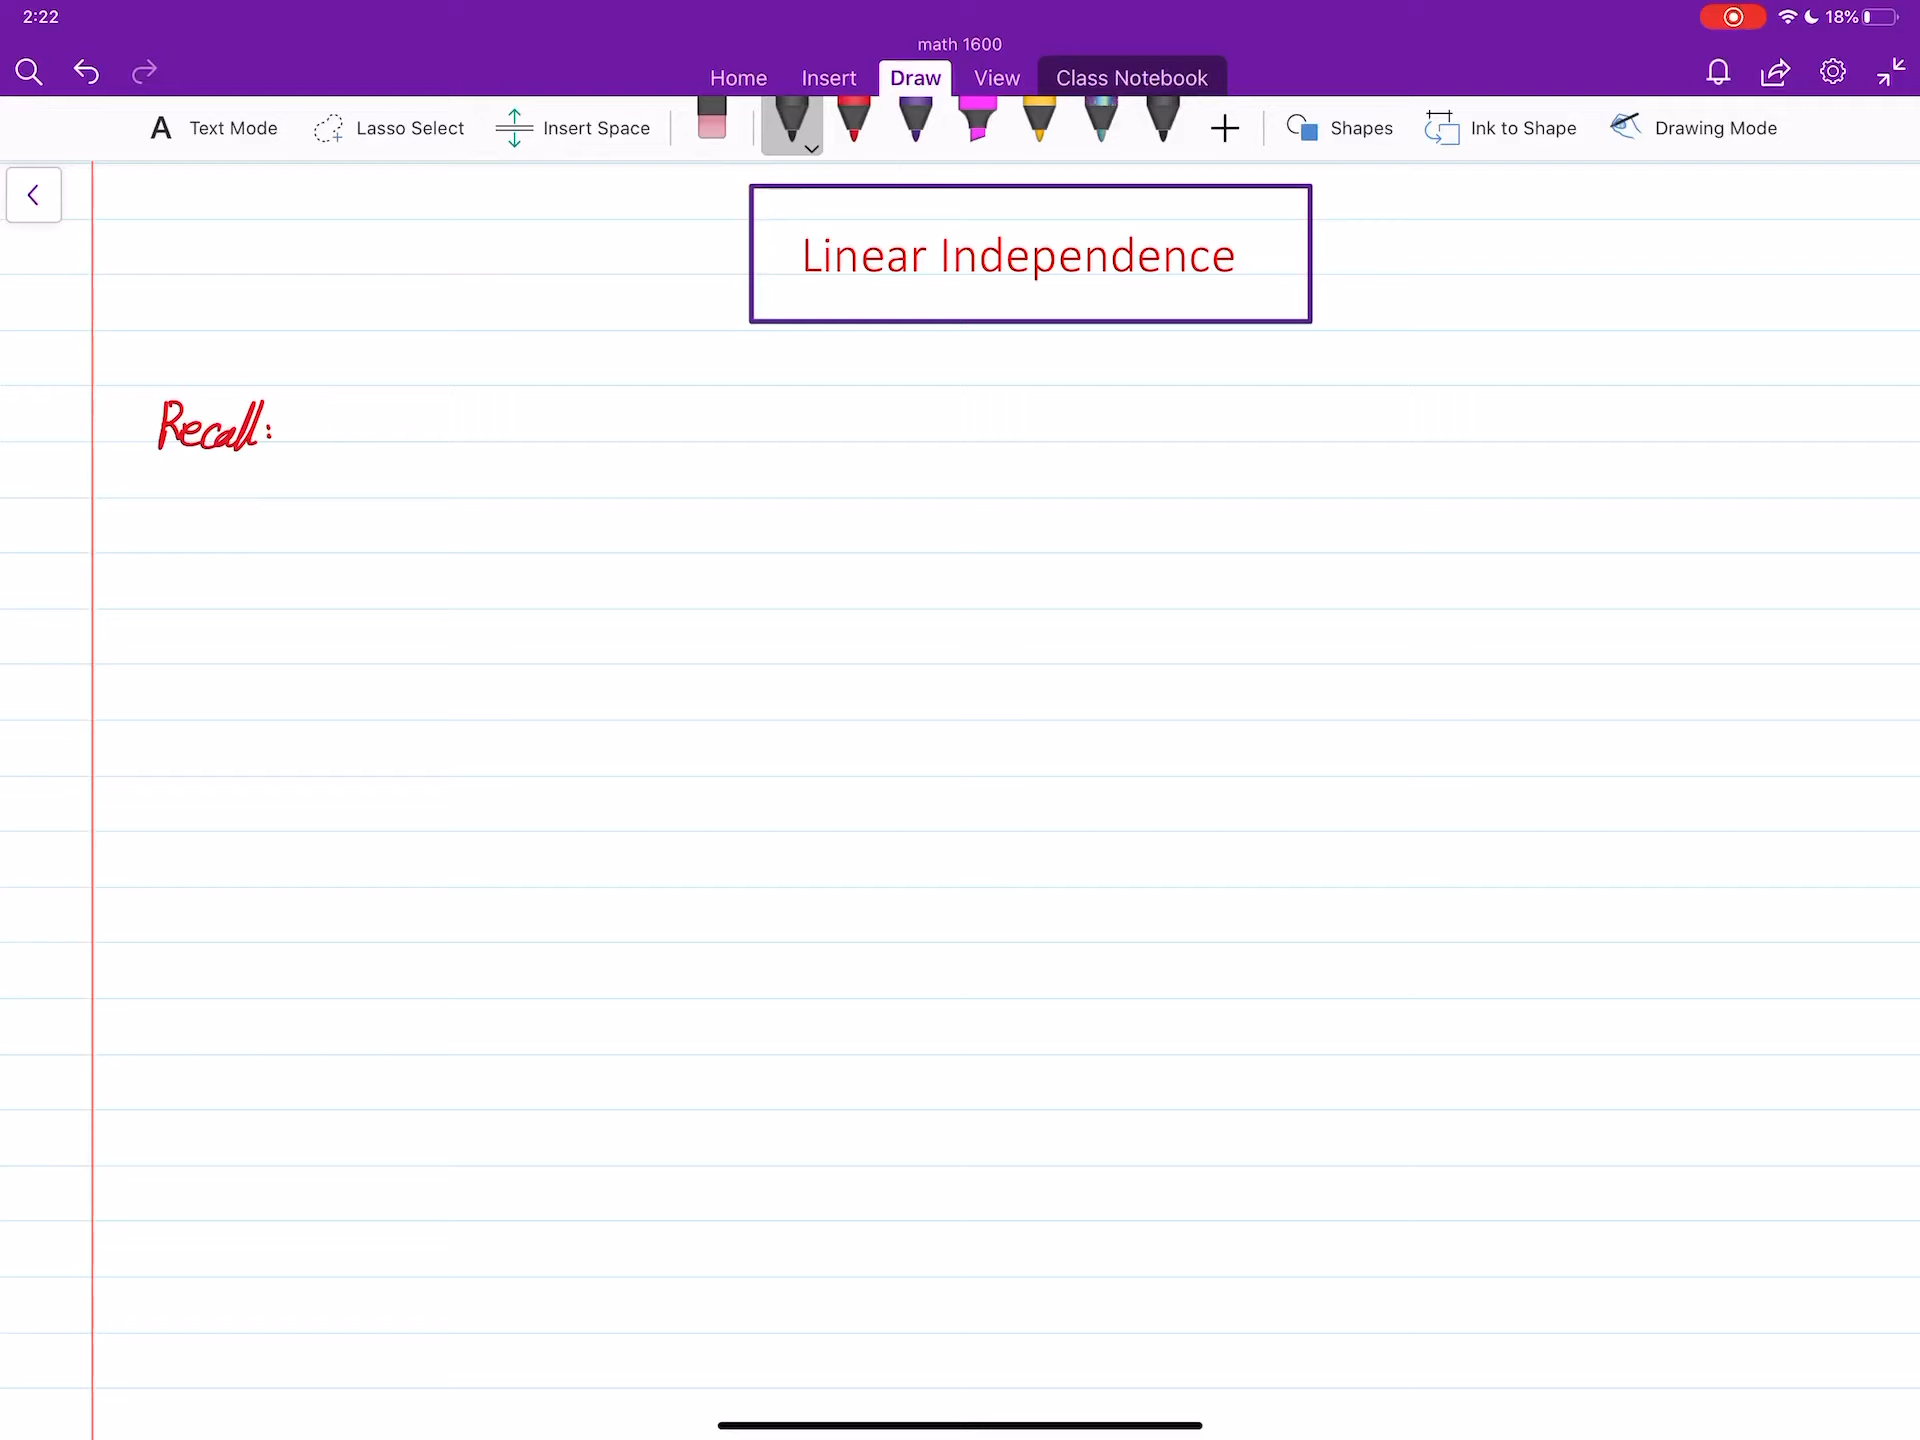 2:22
18%
math 1600
Home Insert Draw View Class Notebook
A Text Mode Lasso Select Insert Space Shapes Ink to Shape Drawing Mode
Linear Independence
Recall: